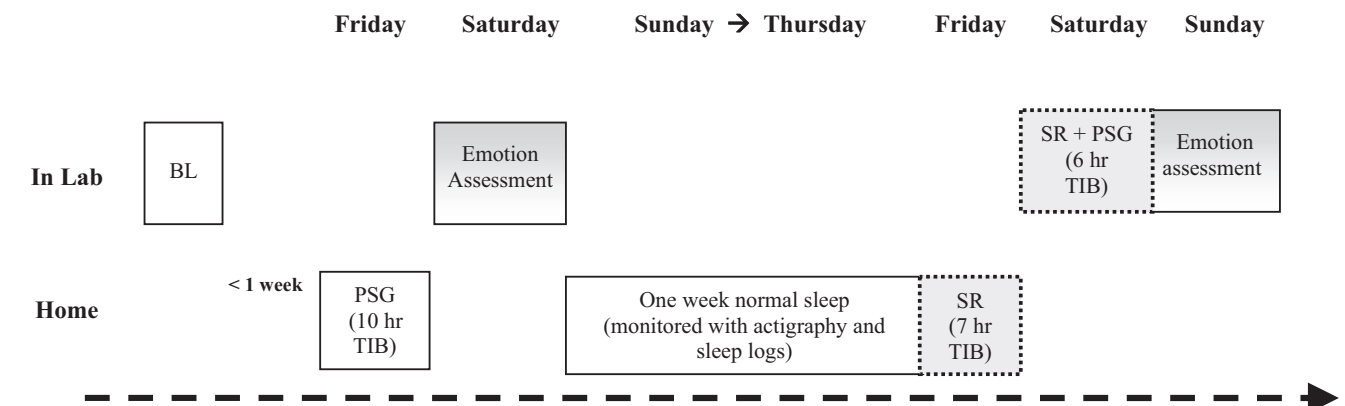 Friday Saturday Sunday → Thursday Friday Saturday Sunday
In Lab
BL
Emotion
Assessment
SR + PSG
(6 hr
TIB)
Emotion
assessment
Home
< 1 week
PSG
(10 hr
TIB)
One week normal sleep
(monitored with actigraphy and
sleep logs)
SR
(7 hr
TIB)